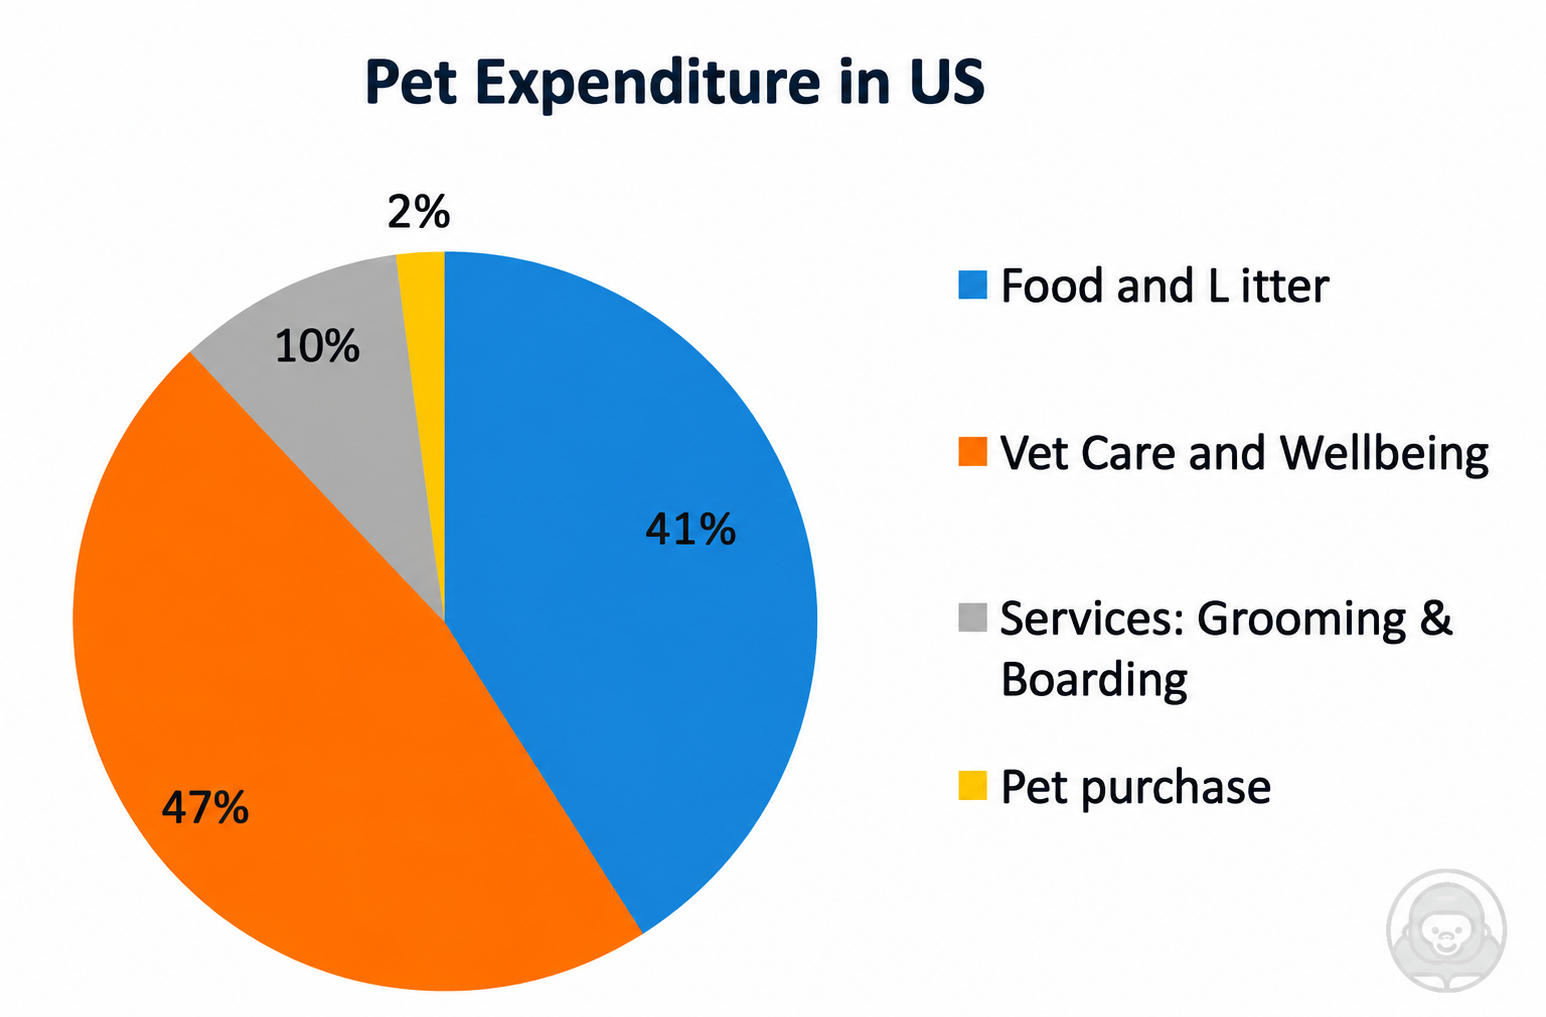 Pet Expenditure in US
2%
10%
41%
47%
Food and L itter
Vet Care and Wellbeing
Services: Grooming &
Boarding
Pet purchase